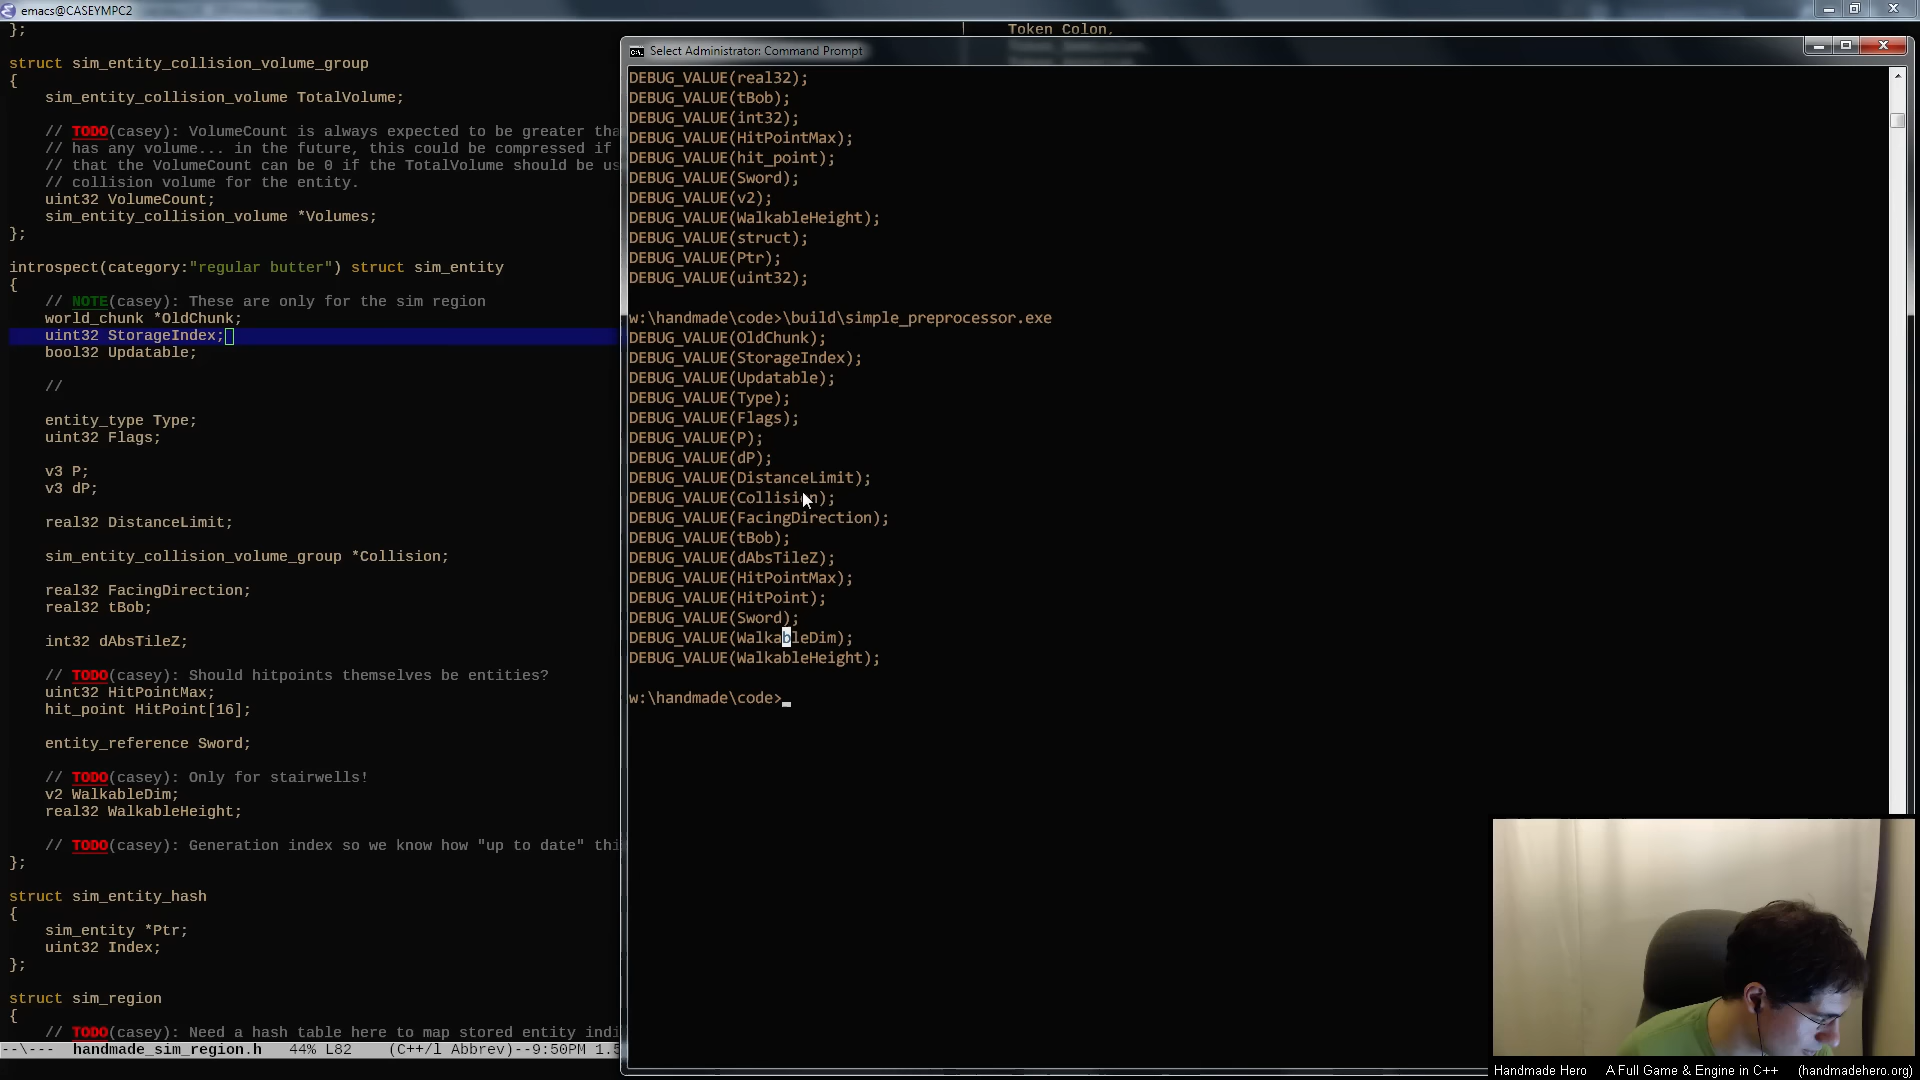 emacs@CASEYMPC2
};
struct sim_entity_collision_volume_group
{
    sim_entity_collision_volume TotalVolume;
    // TODO(casey): VolumeCount is always expected to be greater tha
    // has any volume... in the future, this could be compressed if
    // that the VolumeCount can be 0 if the TotalVolume should be us
    // collision volume for the entity.
    uint32 VolumeCount;
    sim_entity_collision_volume *Volumes;
};
introspect(category:"regular butter") struct sim_entity
{
    // NOTE(casey): These are only for the sim region
    world_chunk *OldChunk;
    uint32 StorageIndex;
    bool32 Updatable;
    //
    entity_type Type;
    uint32 Flags;
    v3 P;
    v3 dP;
    real32 DistanceLimit;
    sim_entity_collision_volume_group *Collision;
    real32 FacingDirection;
    real32 tBob;
    int32 dAbsTileZ;
    // TODO(casey): Should hitpoints themselves be entities?
    uint32 HitPointMax;
    hit_point HitPoint[16];
    entity_reference Sword;
    // TODO(casey): Only for stairwells!
    v2 WalkableDim;
    real32 WalkableHeight;
    // TODO(casey): Generation index so we know how "up to date" thi
};
struct sim_entity_hash
{
    sim_entity *Ptr;
    uint32 Index;
};
struct sim_region
{
    // TODO(casey): Need a hash table here to map stored entity indi
--\--- handmade_sim_region.h 44% L82 (C++/l Abbrev)--9:50PM 1.5
Token Colon,
Select Administrator: Command Prompt
DEBUG_VALUE(real32);
DEBUG_VALUE(tBob);
DEBUG_VALUE(int32);
DEBUG_VALUE(HitPointMax);
DEBUG_VALUE(hit_point);
DEBUG_VALUE(Sword);
DEBUG_VALUE(v2);
DEBUG_VALUE(WalkableHeight);
DEBUG_VALUE(struct);
DEBUG_VALUE(Ptr);
DEBUG_VALUE(uint32);
w:\handmade\code>\build\simple_preprocessor.exe
DEBUG_VALUE(OldChunk);
DEBUG_VALUE(StorageIndex);
DEBUG_VALUE(Updatable);
DEBUG_VALUE(Type);
DEBUG_VALUE(Flags);
DEBUG_VALUE(P);
DEBUG_VALUE(dP);
DEBUG_VALUE(DistanceLimit);
DEBUG_VALUE(Collision);
DEBUG_VALUE(FacingDirection);
DEBUG_VALUE(tBob);
DEBUG_VALUE(dAbsTileZ);
DEBUG_VALUE(HitPointMax);
DEBUG_VALUE(HitPoint);
DEBUG_VALUE(Sword);
DEBUG_VALUE(WalkableDim);
DEBUG_VALUE(WalkableHeight);
w:\handmade\code>
Handmade Hero A Full Game & Engine in C++ (handmadehero.org)